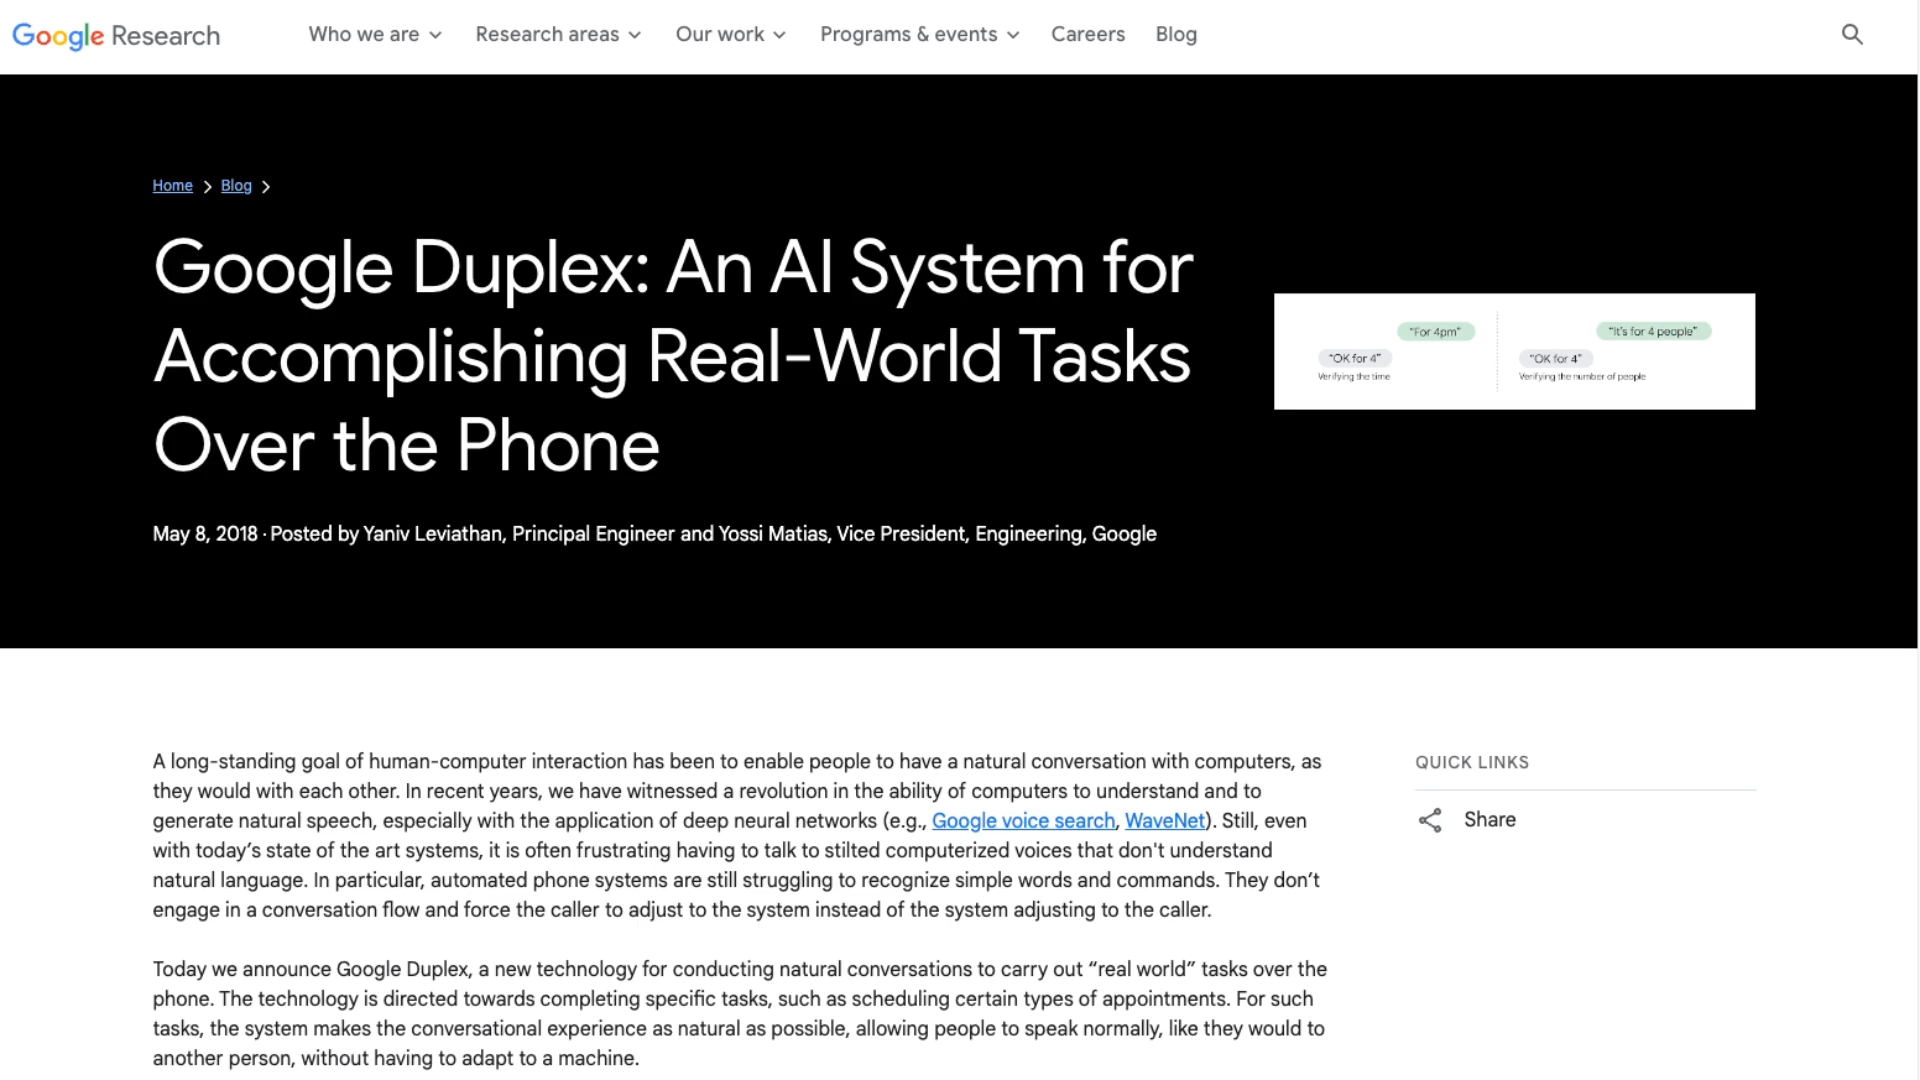 Google Research
Who we are
Research areas
Our work
Programs & events
Careers
Blog
Home
Blog
Google Duplex: An AI System for
Accomplishing Real-World Tasks
Over the Phone
May 8, 2018 · Posted by Yaniv Leviathan, Principal Engineer and Yossi Matias, Vice President, Engineering, Google
"For 4pm"
"OK for 4"
Verifying the time
"It's for 4 people"
"OK for 4"
Verifying the number of people
A long-standing goal of human-computer interaction has been to enable people to have a natural conversation with computers, as
they would with each other. In recent years, we have witnessed a revolution in the ability of computers to understand and to
generate natural speech, especially with the application of deep neural networks (e.g., Google voice search, WaveNet). Still, even
with today’s state of the art systems, it is often frustrating having to talk to stilted computerized voices that don't understand
natural language. In particular, automated phone systems are still struggling to recognize simple words and commands. They don’t
engage in a conversation flow and force the caller to adjust to the system instead of the system adjusting to the caller.
Today we announce Google Duplex, a new technology for conducting natural conversations to carry out “real world” tasks over the
phone. The technology is directed towards completing specific tasks, such as scheduling certain types of appointments. For such
tasks, the system makes the conversational experience as natural as possible, allowing people to speak normally, like they would to
another person, without having to adapt to a machine.
QUICK LINKS
Share